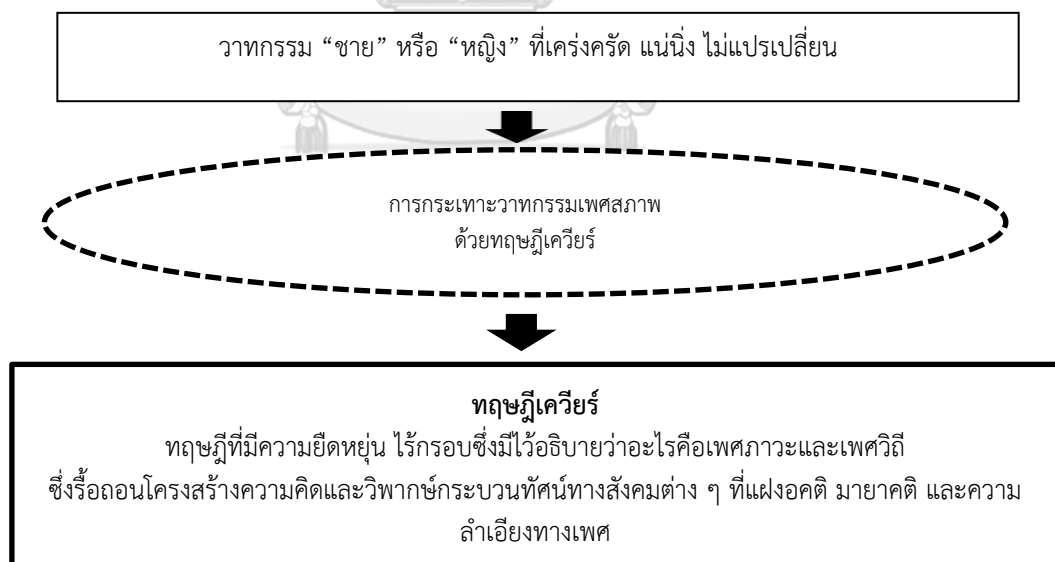 วาทกรรม “ชาย” หรือ “หญิง” ที่เคร่งครัด แน่นิ่ง ไม่แปรเปลี่ยน
การกระเทาะวาทกรรมเพศสภาพ
ด้วยทฤษฎีเควียร์
ทฤษฎีเควียร์
ทฤษฎีที่มีความยืดหยุ่น ไร้กรอบซึ่งมีไว้อธิบายว่าอะไรคือเพศภาวะและเพศวิถี
ซึ่งรื้อถอนโครงสร้างความคิดและวิพากษ์กระบวนทัศน์ทางสังคมต่าง ๆ ที่แฝงอคติ มายาคติ และความ
ลำเอียงทางเพศ